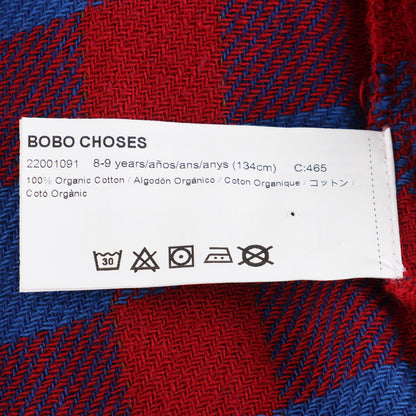 BOBO CHOSES
22001091 8-9 years/años/ans/anys (134cm) C:465
100% Organic Cotton / Algodón Orgánico / Coton Organique / コットン /
Cotó Orgànic
30